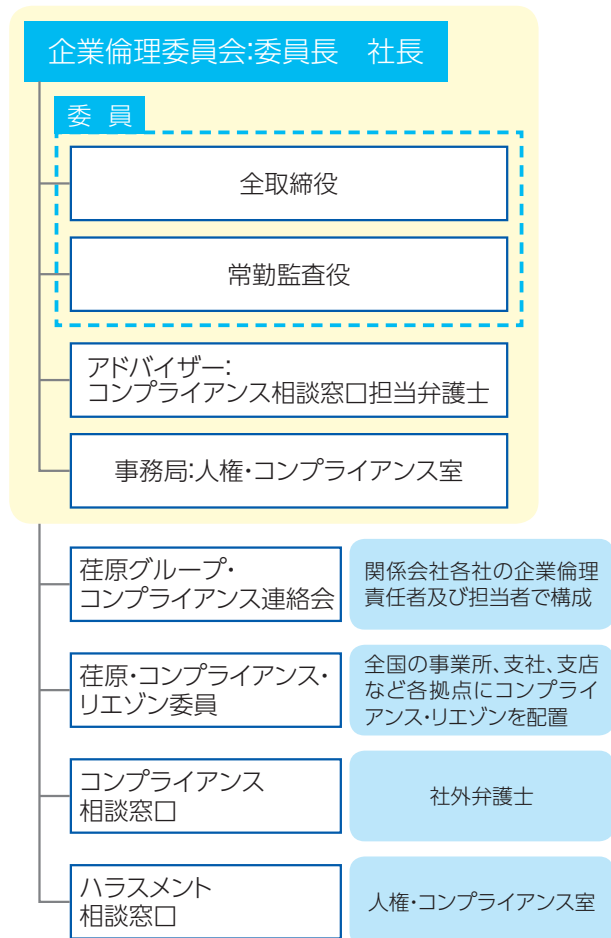 企業倫理委員会:委員長　社長
委 員
全取締役
常勤監査役
アドバイザー:
コンプライアンス相談窓口担当弁護士
事務局:人権・コンプライアンス室
荏原グループ・
コンプライアンス連絡会
関係会社各社の企業倫理
責任者及び担当者で構成
荏原・コンプライアンス・
リエゾン委員
全国の事業所、支社、支店
など各拠点にコンプライ
アンス・リエゾンを配置
コンプライアンス
相談窓口
社外弁護士
ハラスメント
相談窓口
人権・コンプライアンス室